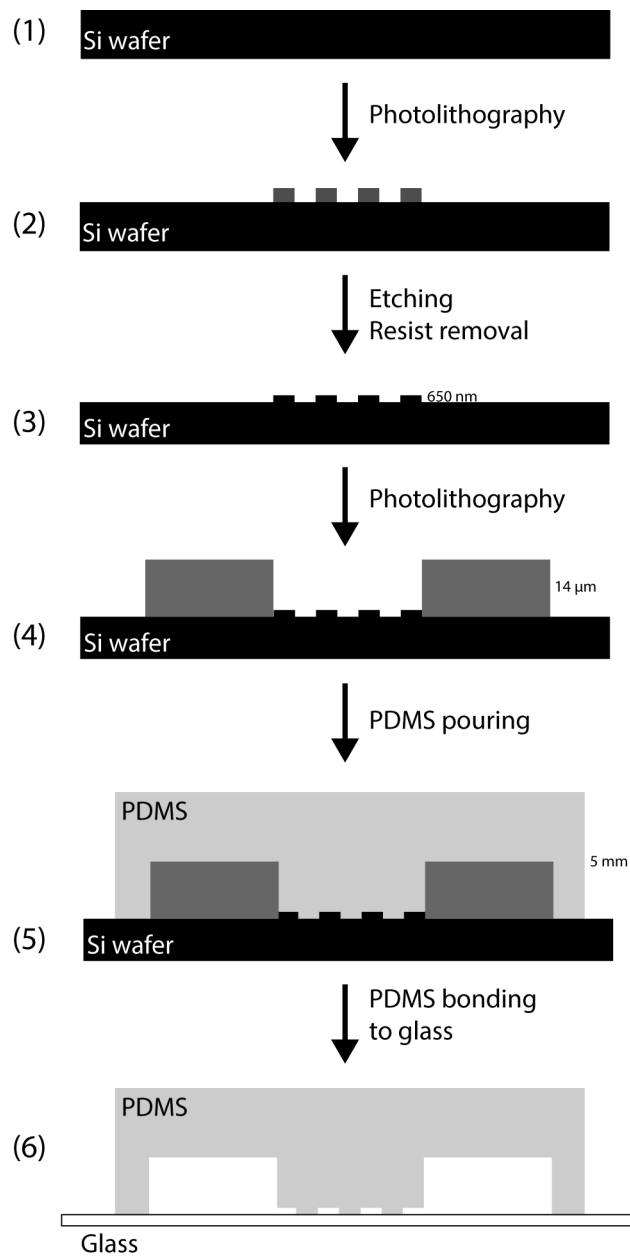 (1)
Si wafer
Photolithography
(2)
Si wafer
Etching
Resist removal
650 nm
(3)
Si wafer
Photolithography
14 µm
(4)
Si wafer
PDMS pouring
PDMS
5 mm
(5)
Si wafer
PDMS bonding
to glass
PDMS
(6)
Glass